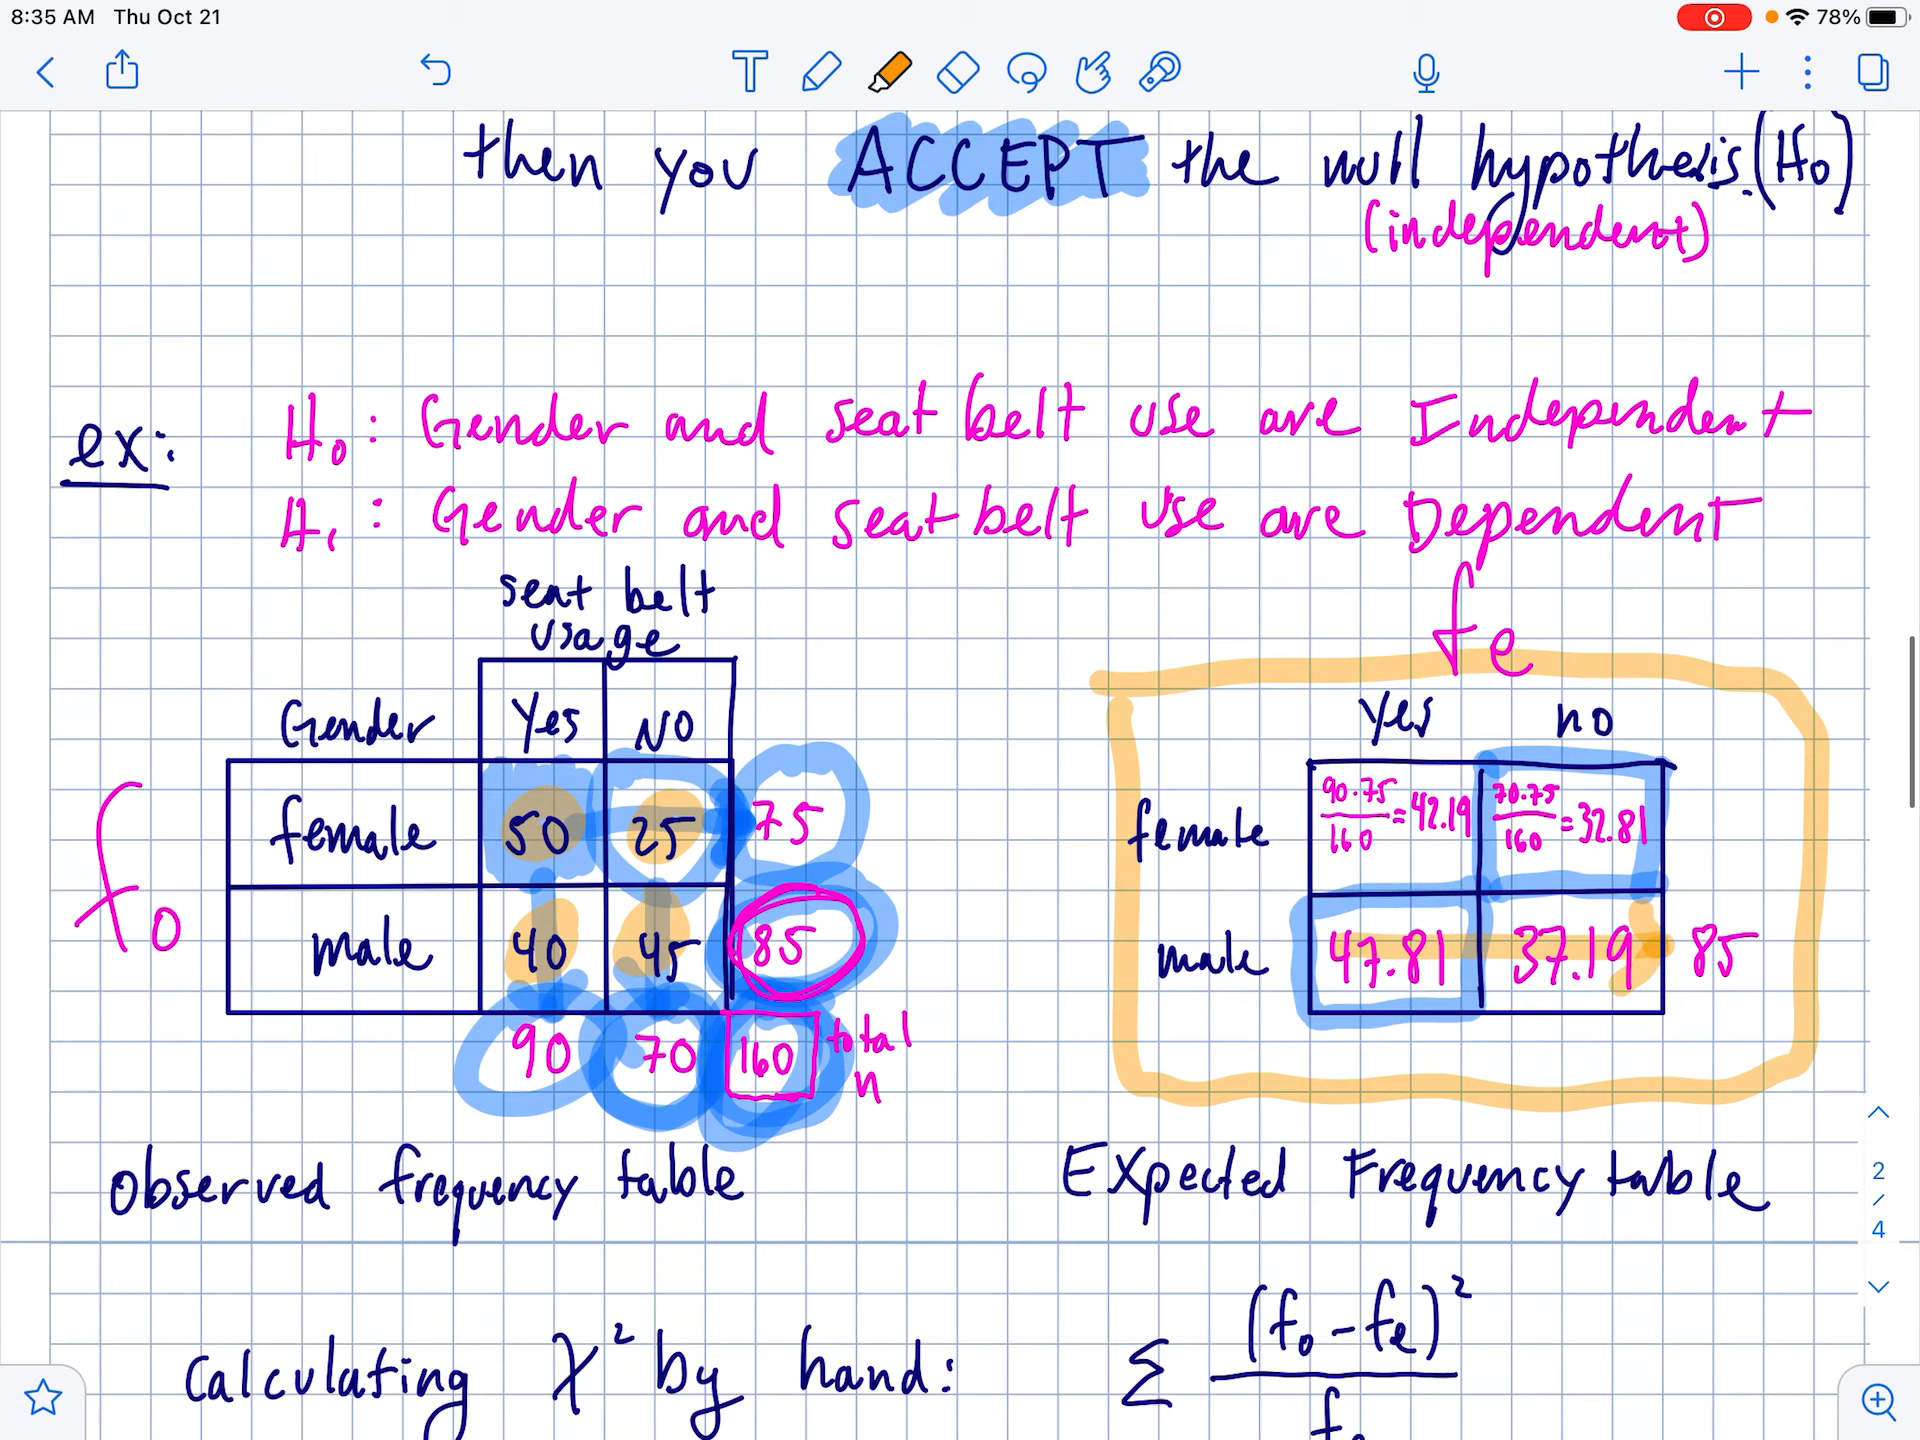 8:35 AM Thu Oct 21
78%
then you ACCEPT the null hypothesis. (H₀)
(independent)
ex:
H₀ : Gender and seat belt use are Independent
H₁ : Gender and seat belt use are Dependent
seat belt
usage
fe
Gender Yes NO
yes no
female 50 25 75
female 90·75/160 = 42.19 70·75/160 = 32.81
fo
male 40 45 85
male 47.81 37.19 85
90 70 160 total
n
Observed frequency table
Expected Frequency table
2
/
4
Calculating χ² by hand: Σ (fo - fe)²